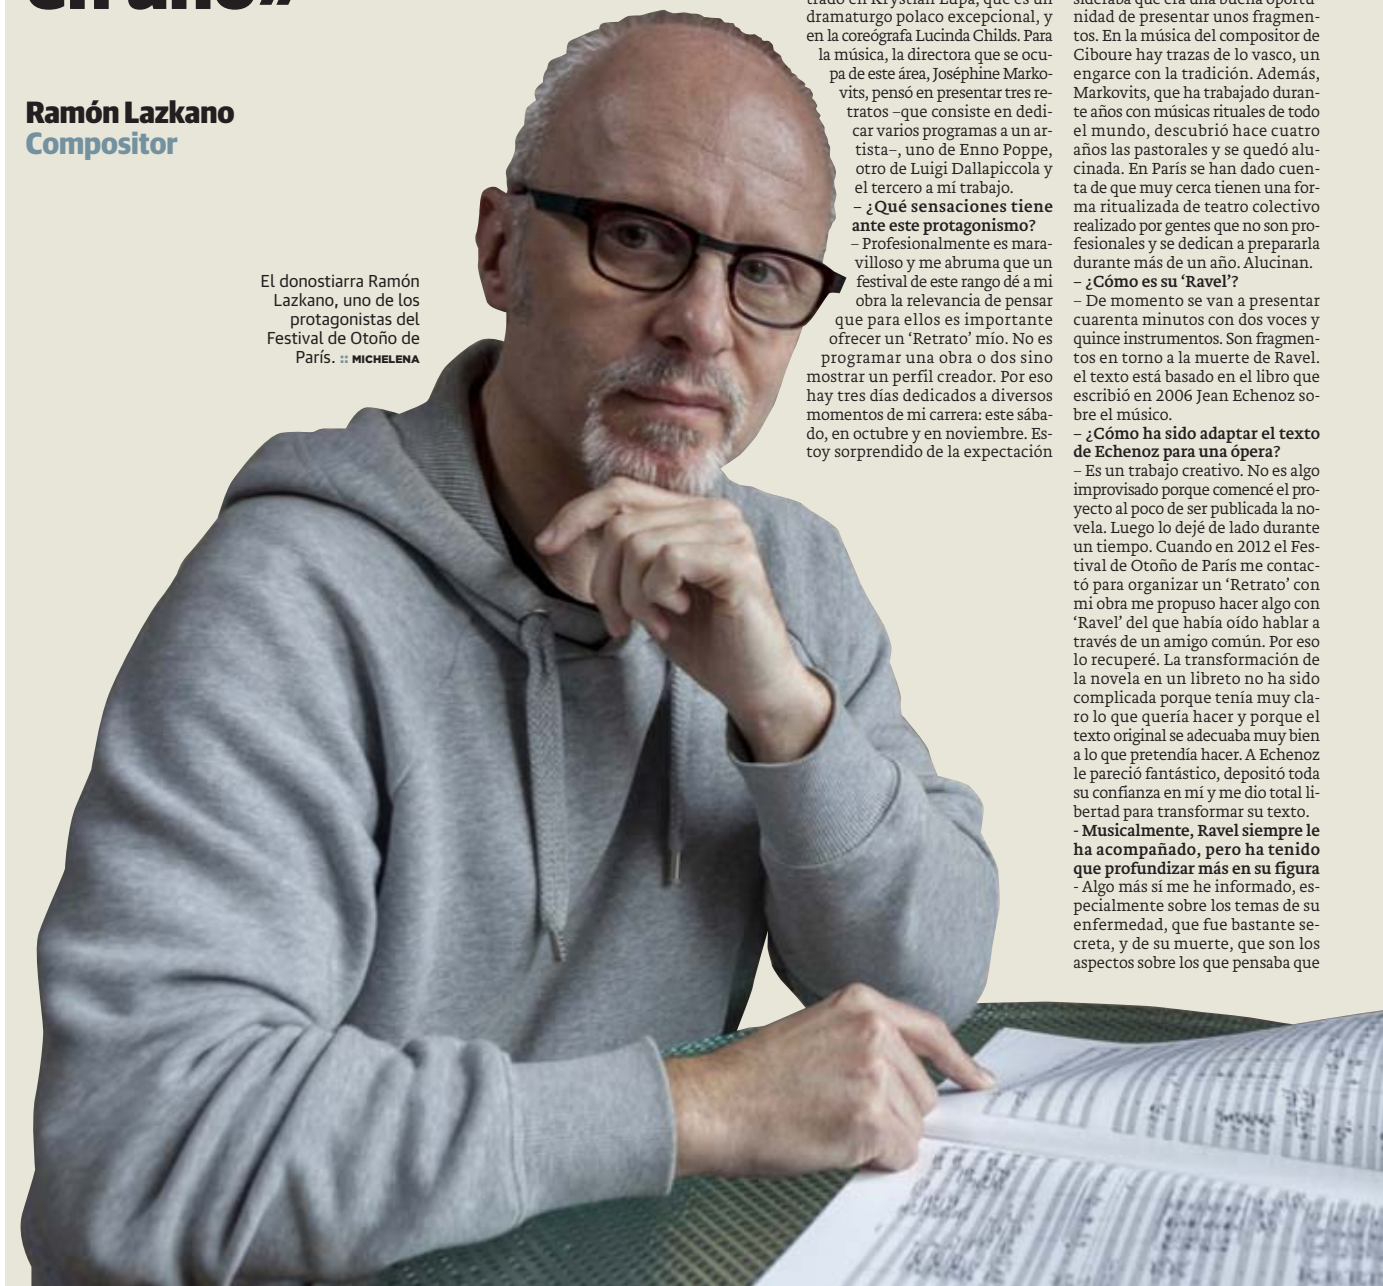 en año»
Ramón Lazkano
Compositor
El donostiarra Ramón
Lazkano, uno de los
protagonistas del
Festival de Otoño de
París. :: MICHELENA
trado en Krystian Lupa, que es un
dramaturgo polaco excepcional, y
en la coreógrafa Lucinda Childs. Para
la música, la directora que se ocu-
pa de este área, Joséphine Marko-
vits, pensó en presentar tres re-
tratos –que consiste en dedi-
car varios programas a un ar-
tista–, uno de Enno Poppe,
otro de Luigi Dallapiccola y
el tercero a mí trabajo.
– ¿Qué sensaciones tiene
ante este protagonismo?
– Profesionalmente es mara-
villoso y me abruma que un
festival de este rango dé a mi
obra la relevancia de pensar
que para ellos es importante
ofrecer un ‘Retrato’ mío. No es
programar una obra o dos sino
mostrar un perfil creador. Por eso
hay tres días dedicados a diversos
momentos de mi carrera: este sába-
do, en octubre y en noviembre. Es-
toy sorprendido de la expectación
sideraba que era una buena oportu-
nidad de presentar unos fragmen-
tos. En la música del compositor de
Ciboure hay trazas de lo vasco, un
engarce con la tradición. Además,
Markovits, que ha trabajado duran-
te años con músicas rituales de todo
el mundo, descubrió hace cuatro
años las pastorales y se quedó alu-
cinada. En París se han dado cuen-
ta de que muy cerca tienen una for-
ma ritualizada de teatro colectivo
realizado por gentes que no son pro-
fesionales y se dedican a prepararla
durante más de un año. Alucinan.
– ¿Cómo es su ‘Ravel’?
– De momento se van a presentar
cuarenta minutos con dos voces y
quince instrumentos. Son fragmen-
tos en torno a la muerte de Ravel.
el texto está basado en el libro que
escribió en 2006 Jean Echenoz so-
bre el músico.
– ¿Cómo ha sido adaptar el texto
de Echenoz para una ópera?
– Es un trabajo creativo. No es algo
improvisado porque comencé el pro-
yecto al poco de ser publicada la no-
vela. Luego lo dejé de lado durante
un tiempo. Cuando en 2012 el Fes-
tival de Otoño de París me contac-
tó para organizar un ‘Retrato’ con
mi obra me propuso hacer algo con
‘Ravel’ del que había oído hablar a
través de un amigo común. Por eso
lo recuperé. La transformación de
la novela en un libreto no ha sido
complicada porque tenía muy cla-
ro lo que quería hacer y porque el
texto original se adecuaba muy bien
a lo que pretendía hacer. A Echenoz
le pareció fantástico, depositó toda
su confianza en mí y me dio total li-
bertad para transformar su texto.
- Musicalmente, Ravel siempre le
ha acompañado, pero ha tenido
que profundizar más en su figura
- Algo más sí me he informado, es-
pecialmente sobre los temas de su
enfermedad, que fue bastante se-
creta, y de su muerte, que son los
aspectos sobre los que pensaba que